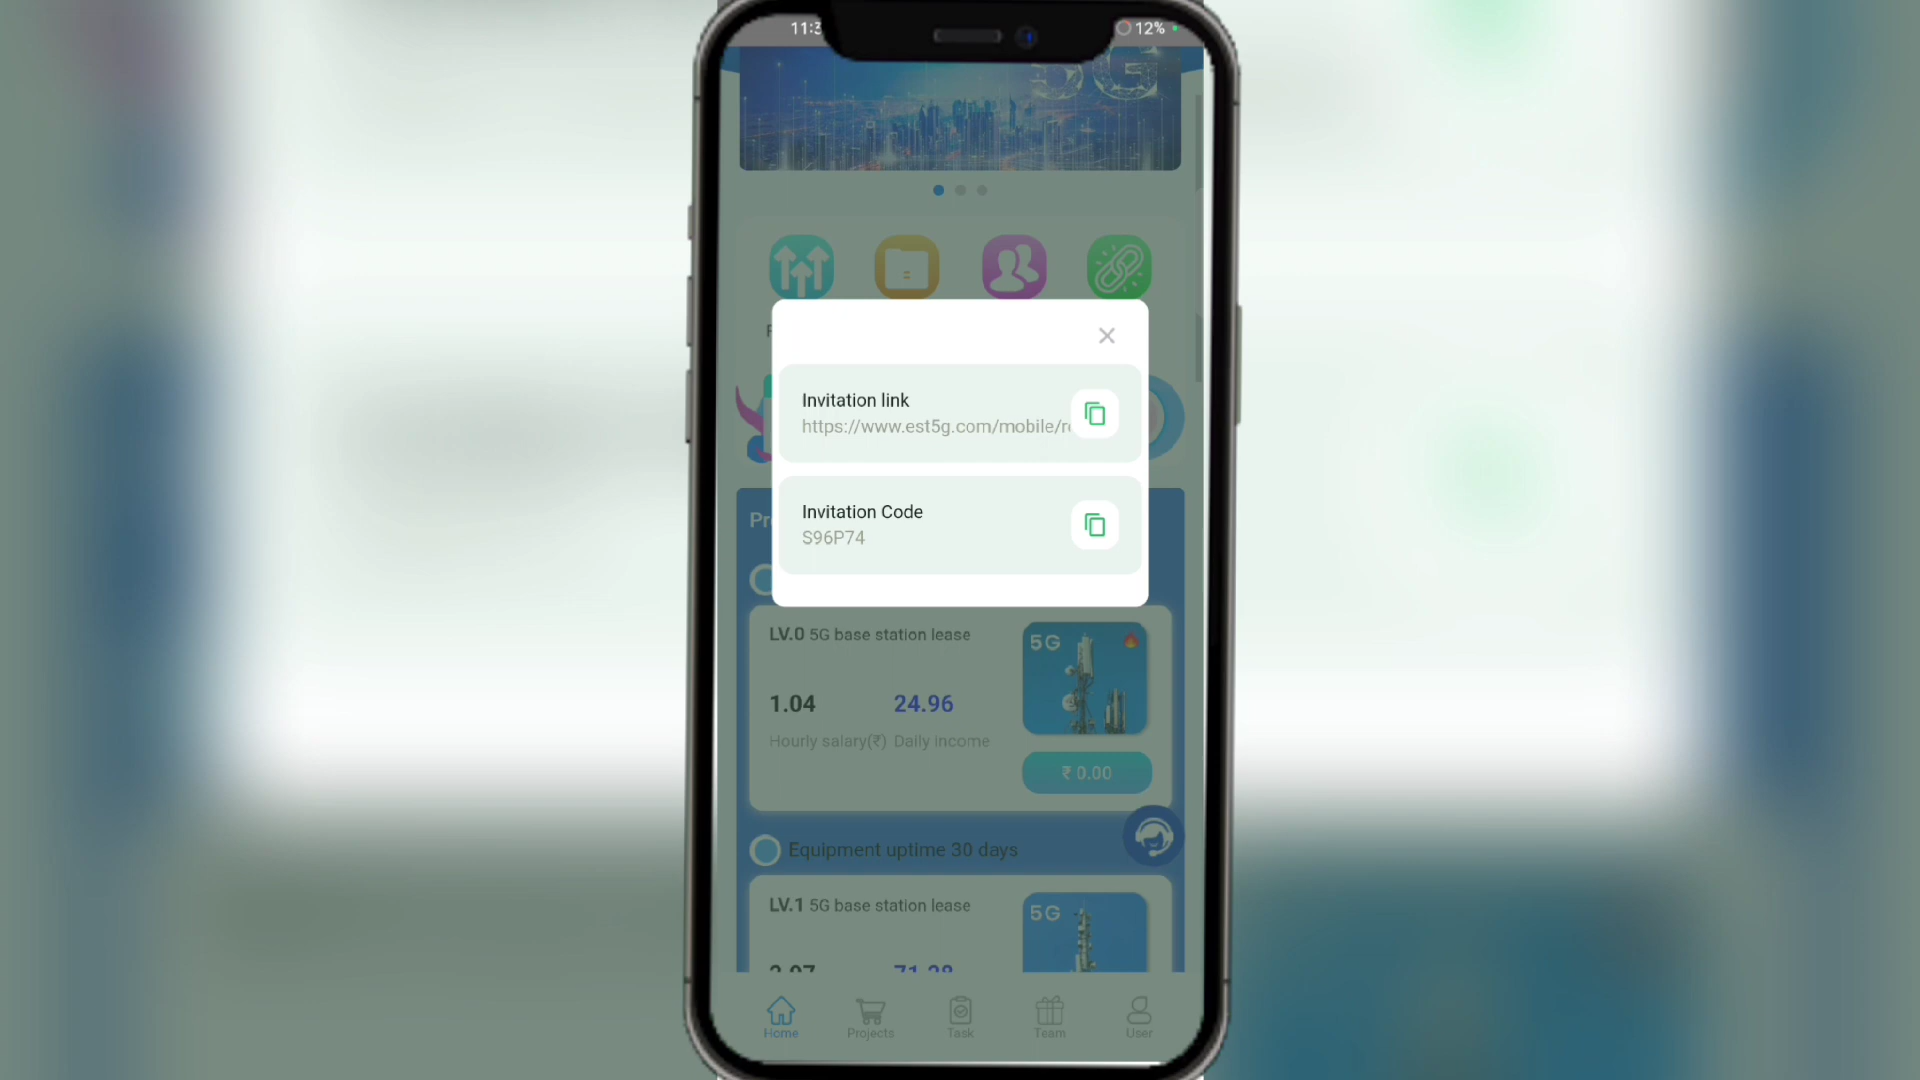 12%
5G
Invitation link
https://www.est5g.com/mobile/r
Invitation Code
S96P74
LV.0 5G base station lease
5G
1.04
24.96
Hourly salary(₹) Daily income
₹ 0.00
Equipment uptime 30 days
LV.1 5G base station lease
5G
Home
Projects
Task
Team
User